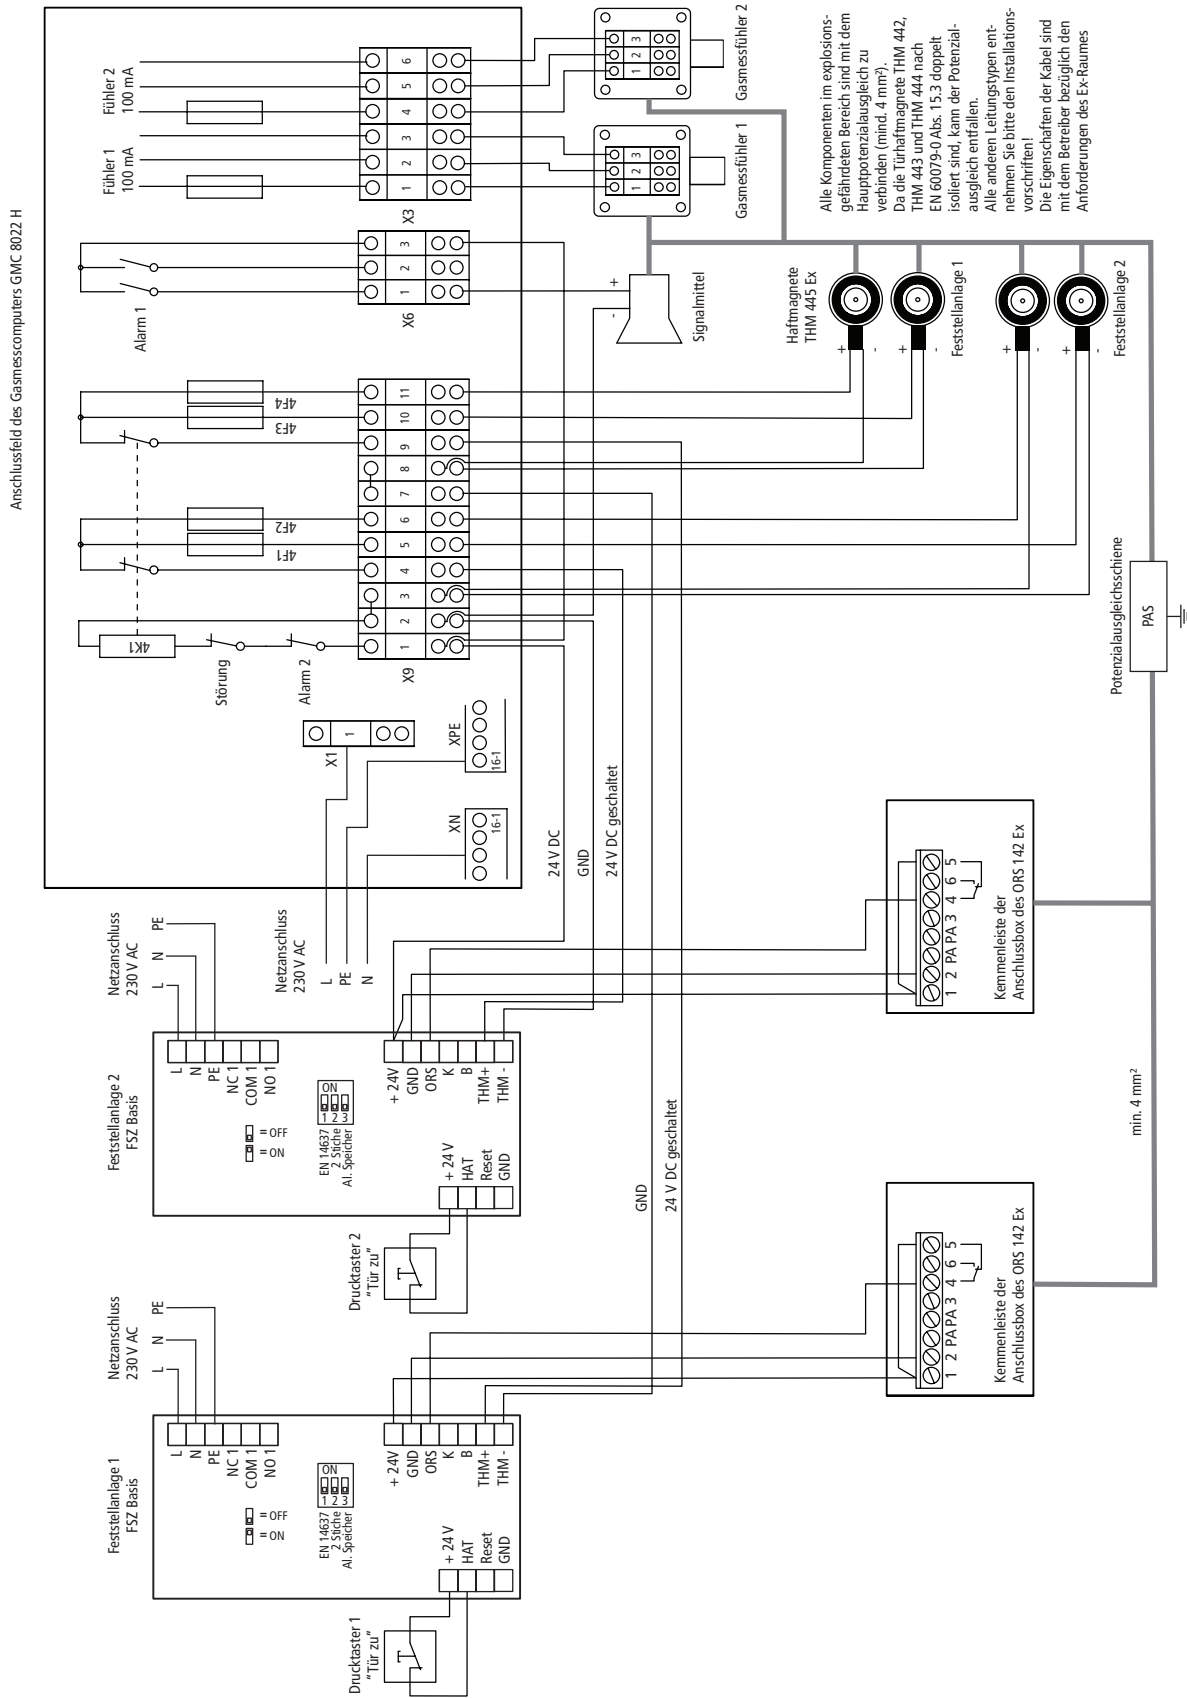 Anschlussfeld des Gasmesscomputers GMC 8022 H
Fühler 2
100 mA
Fühler 1
100 mA
6
5
4
3
2
1
X3
Alarm 1
3
2
1
X6
4F4
4F3
11
10
9
8
7
4F2
4F1
6
5
4
3
2
1
X9
4K1
Störung
Alarm 2
X1
1
XPE
16-1
XN
16-1
3
2
1
Gasmessfühler 2
3
2
1
Gasmessfühler 1
+
-
Signalmittel
Haftmagnete
THM 445 Ex
+
-
+
-
Feststellanlage 1
+
-
+
-
Feststellanlage 2
Alle Komponenten im explosions-
gefährdeten Bereich sind mit dem
Hauptpotenzialausgleich zu
verbinden (mind. 4 mm²).
Da die Türhaftmagnete THM 442,
THM 443 und THM 444 nach
EN 60079-0 Abs. 15.3 doppelt
isoliert sind, kann der Potenzial-
ausgleich entfallen.
Alle anderen Leitungstypen ent-
nehmen Sie bitte den Installations-
vorschriften!
Die Eigenschaften der Kabel sind
mit dem Betreiber bezüglich den
Anforderungen des Ex-Raumes
Potenzialausgleichsschiene
PAS
min. 4 mm²
24 V DC
GND
24 V DC geschaltet
GND
24 V DC geschaltet
Netzanschluss
230 V AC
L
PE
N
Netzanschluss
230 V AC
L
N
PE
Feststellanlage 2
FSZ Basis
L
N
PE
NC 1
COM 1
NO 1
= OFF
= ON
ON
1 2 3
EN 14637
2 Stiche
Al. Speicher
+ 24V
GND
ORS
K
B
THM+
THM -
+ 24 V
HAT
Reset
GND
Drucktaster 2
"Tür zu"
Kemmenleiste der
Anschlussbox des ORS 142 Ex
1 2 PA PA 3 4 6 5
Netzanschluss
230 V AC
L
N
PE
Feststellanlage 1
FSZ Basis
L
N
PE
NC 1
COM 1
NO 1
= OFF
= ON
ON
1 2 3
EN 14637
2 Stiche
Al. Speicher
+ 24V
GND
ORS
K
B
THM+
THM -
+ 24 V
HAT
Reset
GND
Drucktaster 1
"Tür zu"
Kemmenleiste der
Anschlussbox des ORS 142 Ex
1 2 PA PA 3 4 6 5